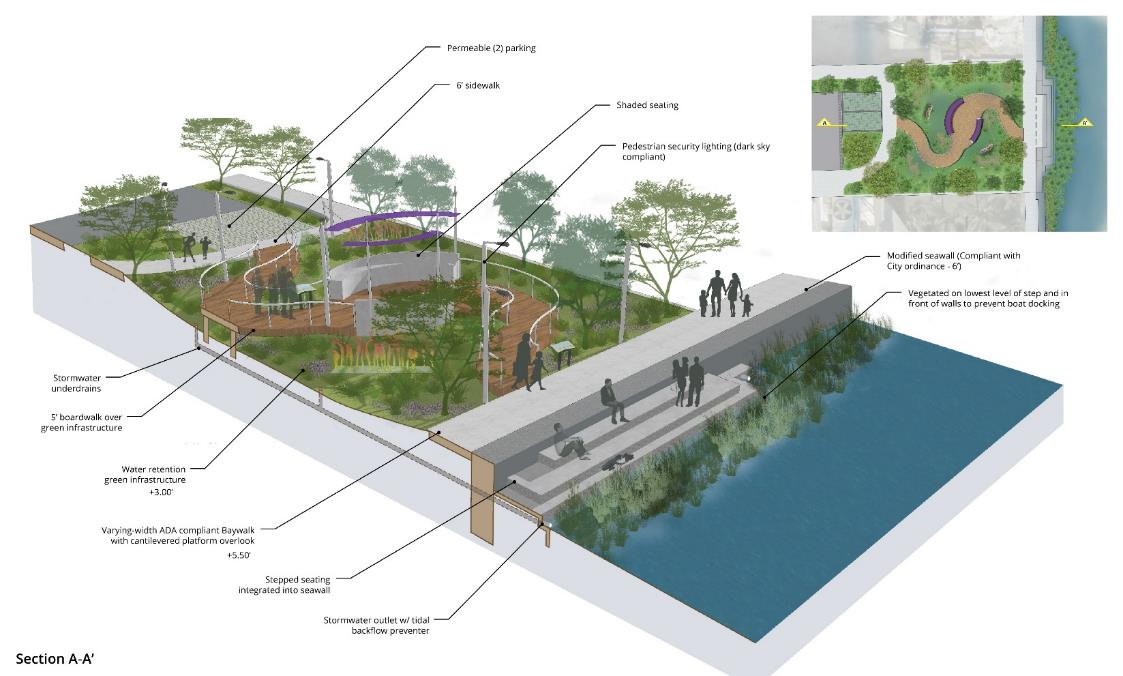 Permeable (2) parking
6' sidewalk
Shaded seating
Pedestrian security lighting (dark sky
compliant)
A
A'
Modified seawall (Compliant with
City ordinance - 6')
Vegetated on lowest level of step and in
front of walls to prevent boat docking
Stormwater
underdrains
5' boardwalk over
green infrastructure
Water retention
green infrastructure
+3.00'
Varying-width ADA compliant Baywalk
with cantilevered platform overlook
+5.50'
Stepped seating
integrated into seawall
Stormwater outlet w/ tidal
backflow preventer
Section A-A'